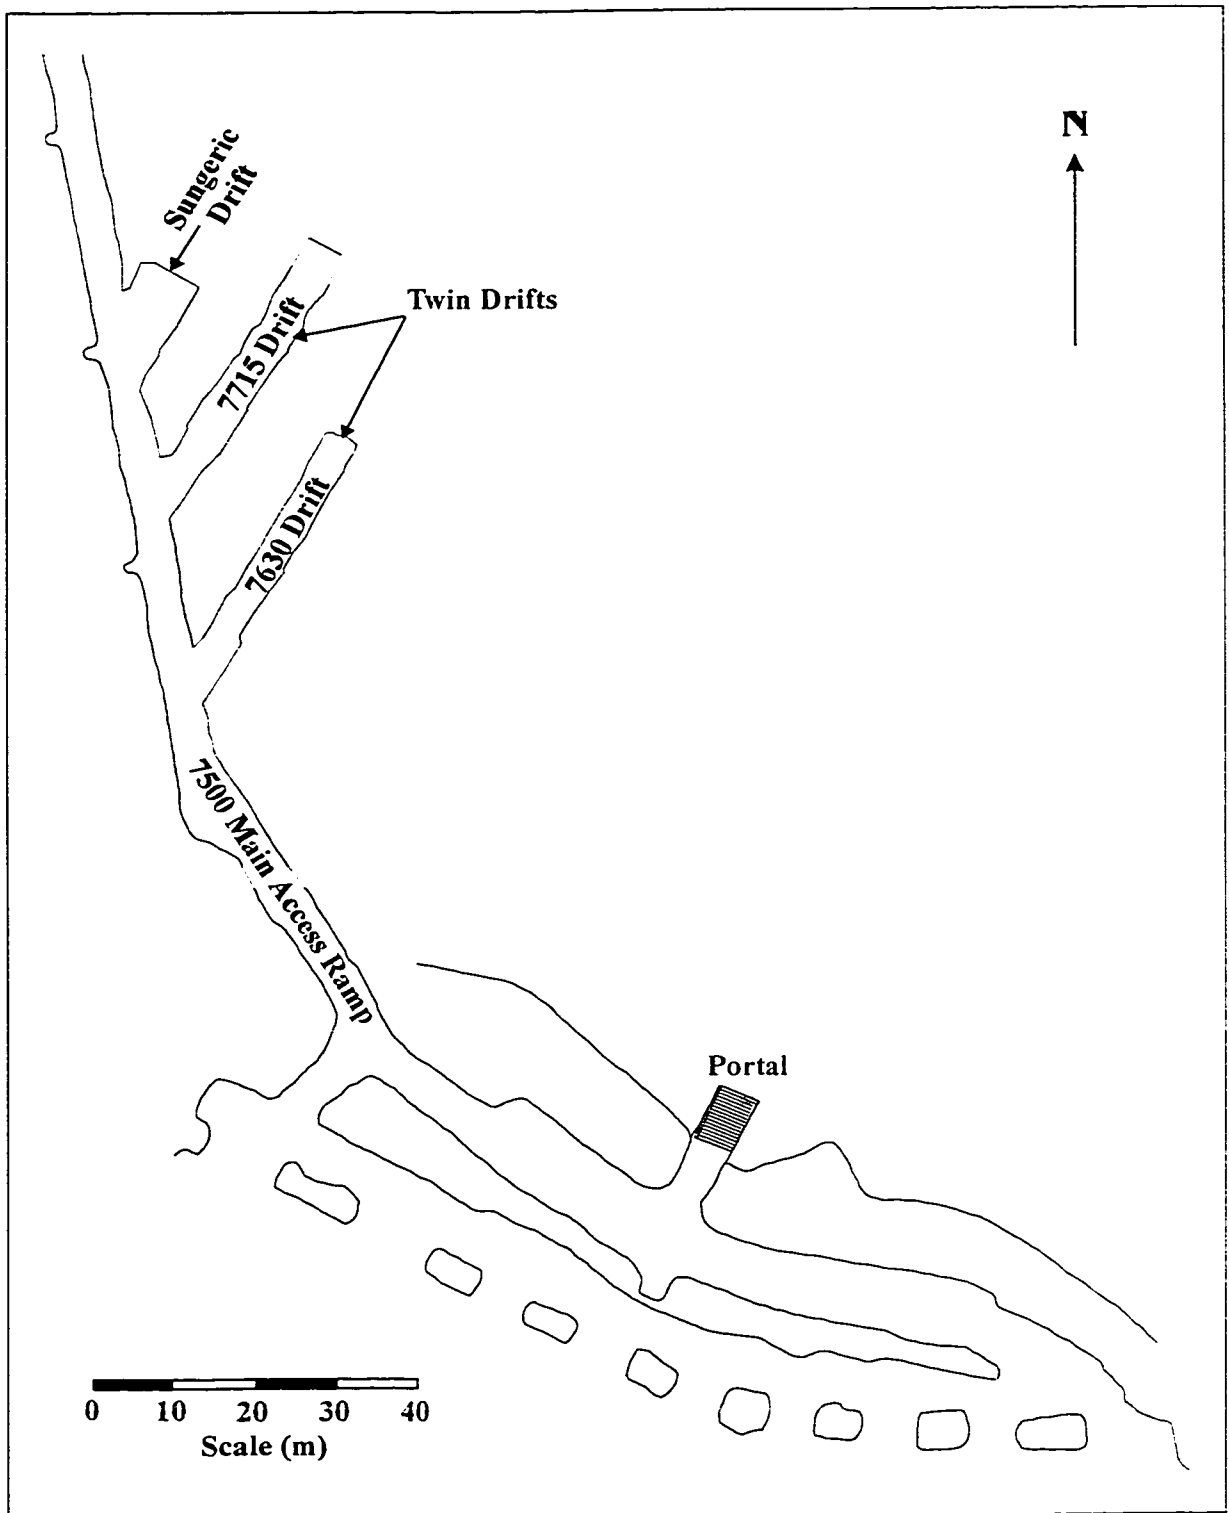 N
Sungeric
Drift
Twin Drifts
7715 Drift
7630 Drift
7500 Main Access Ramp
Portal
0 10 20 30 40
Scale (m)